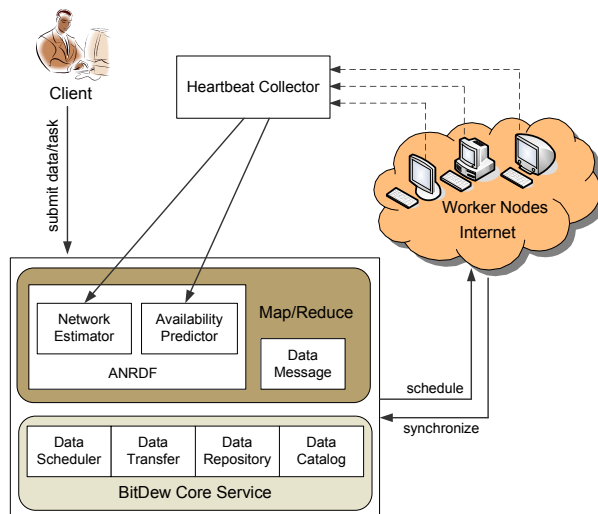 Client
Heartbeat Collector
submit data/task
Worker Nodes
Internet
Map/Reduce
Network
Estimator
Availability
Predictor
ANRDF
Data
Message
schedule
synchronize
Data
Scheduler
Data
Transfer
Data
Repository
Data
Catalog
BitDew Core Service